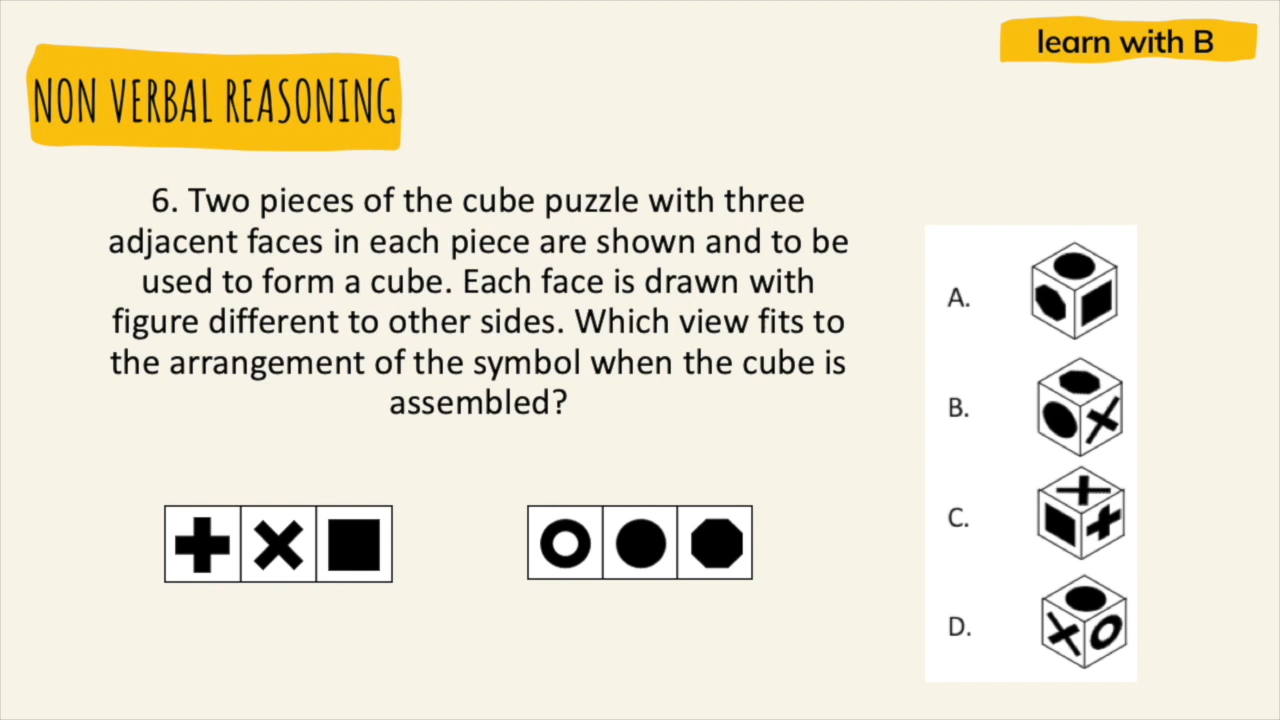 learn with B
NON VERBAL REASONING
6. Two pieces of the cube puzzle with three
adjacent faces in each piece are shown and to be
used to form a cube. Each face is drawn with
figure different to other sides. Which view fits to
the arrangement of the symbol when the cube is
assembled?
A.
B.
C.
D.